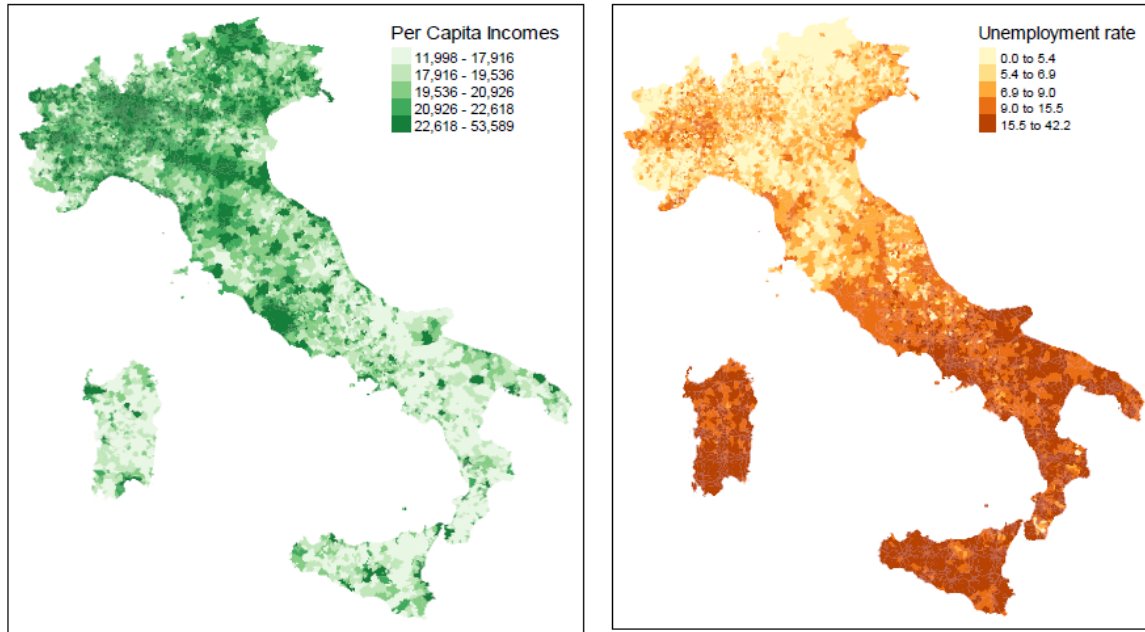 Per Capita Incomes
11,998 - 17,916
17,916 - 19,536
19,536 - 20,926
20,926 - 22,618
22,618 - 53,589
Unemployment rate
0.0 to 5.4
5.4 to 6.9
6.9 to 9.0
9.0 to 15.5
15.5 to 42.2